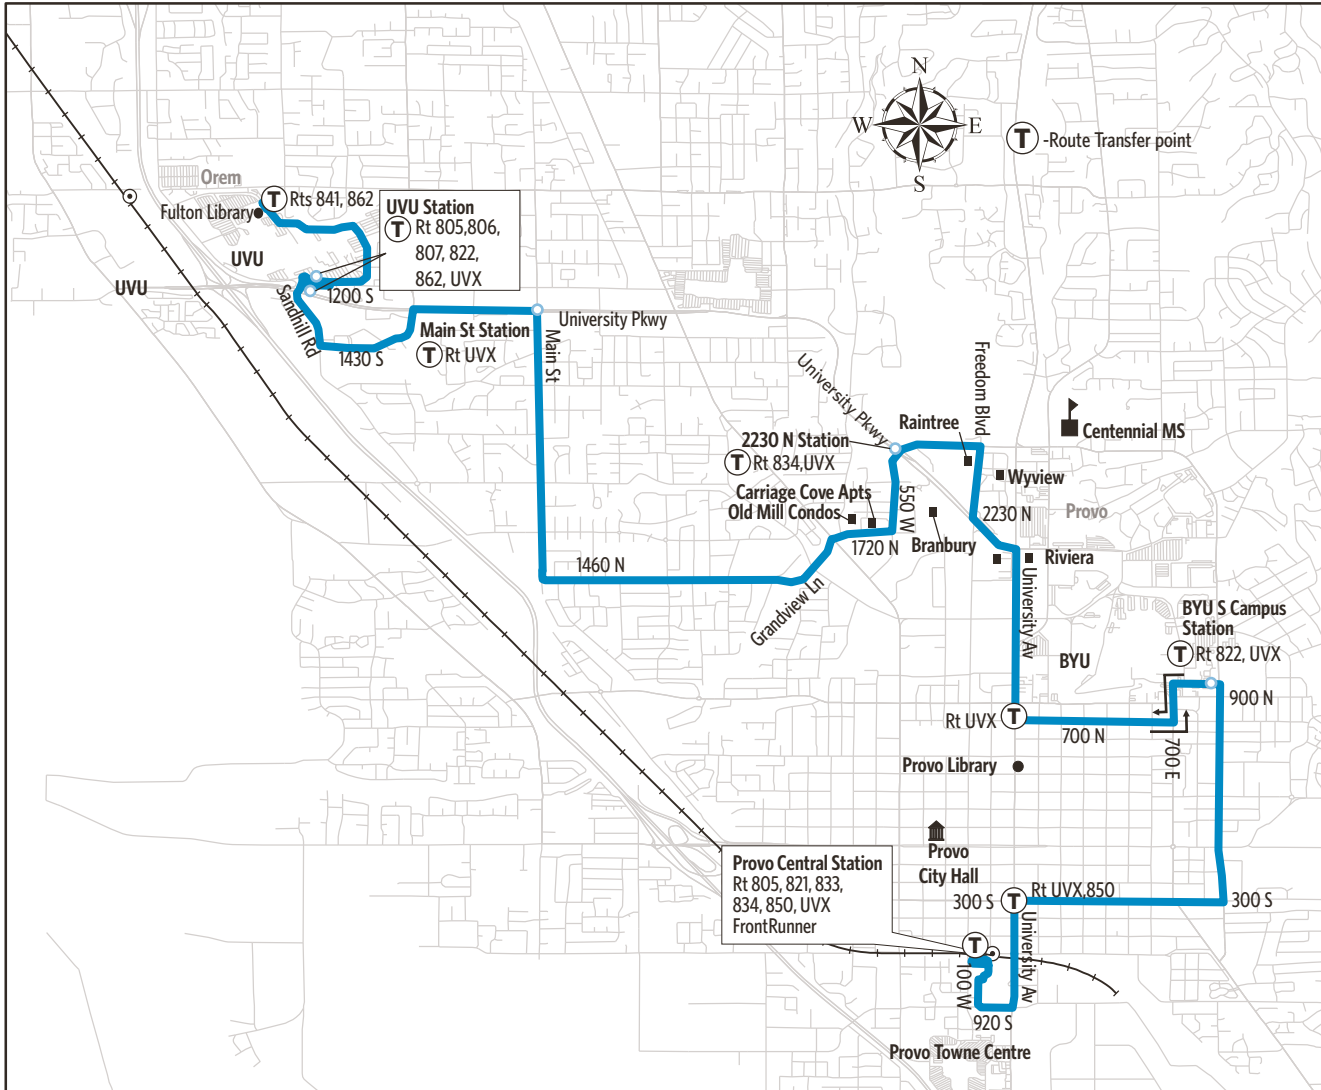 N
W
E
S
T -Route Transfer point
Orem
T Rts 841, 862
Fulton Library
UVU Station
T Rt 805,806,
807, 822,
862, UVX
UVU
UVU
1200 S
Sandhill Rd
1430 S
Main St Station
T Rt UVX
University Pkwy
Main St
University Pkwy
Freedom Blvd
Raintree
Centennial MS
2230 N Station
T Rt 834,UVX
Wyview
Carriage Cove Apts
Old Mill Condos
550 W
2230 N
Provo
1720 N
Branbury
Riviera
1460 N
Grandview Ln
University Av
BYU S Campus
Station
T Rt 822, UVX
BYU
900 N
Rt UVX T
700 N
700 E
Provo Library
Provo
City Hall
Provo Central Station
Rt 805, 821, 833,
834, 850, UVX
FrontRunner
Rt UVX,850
300 S T
300 S
T
100 W
University Av
920 S
Provo Towne Centre